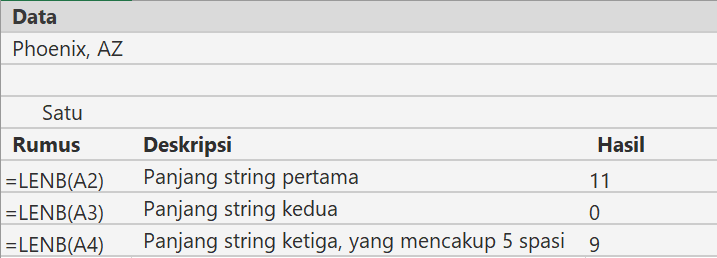 Data
Phoenix, AZ
Satu
Rumus Deskripsi Hasil
=LENB(A2) Panjang string pertama 11
=LENB(A3) Panjang string kedua 0
=LENB(A4) Panjang string ketiga, yang mencakup 5 spasi 9